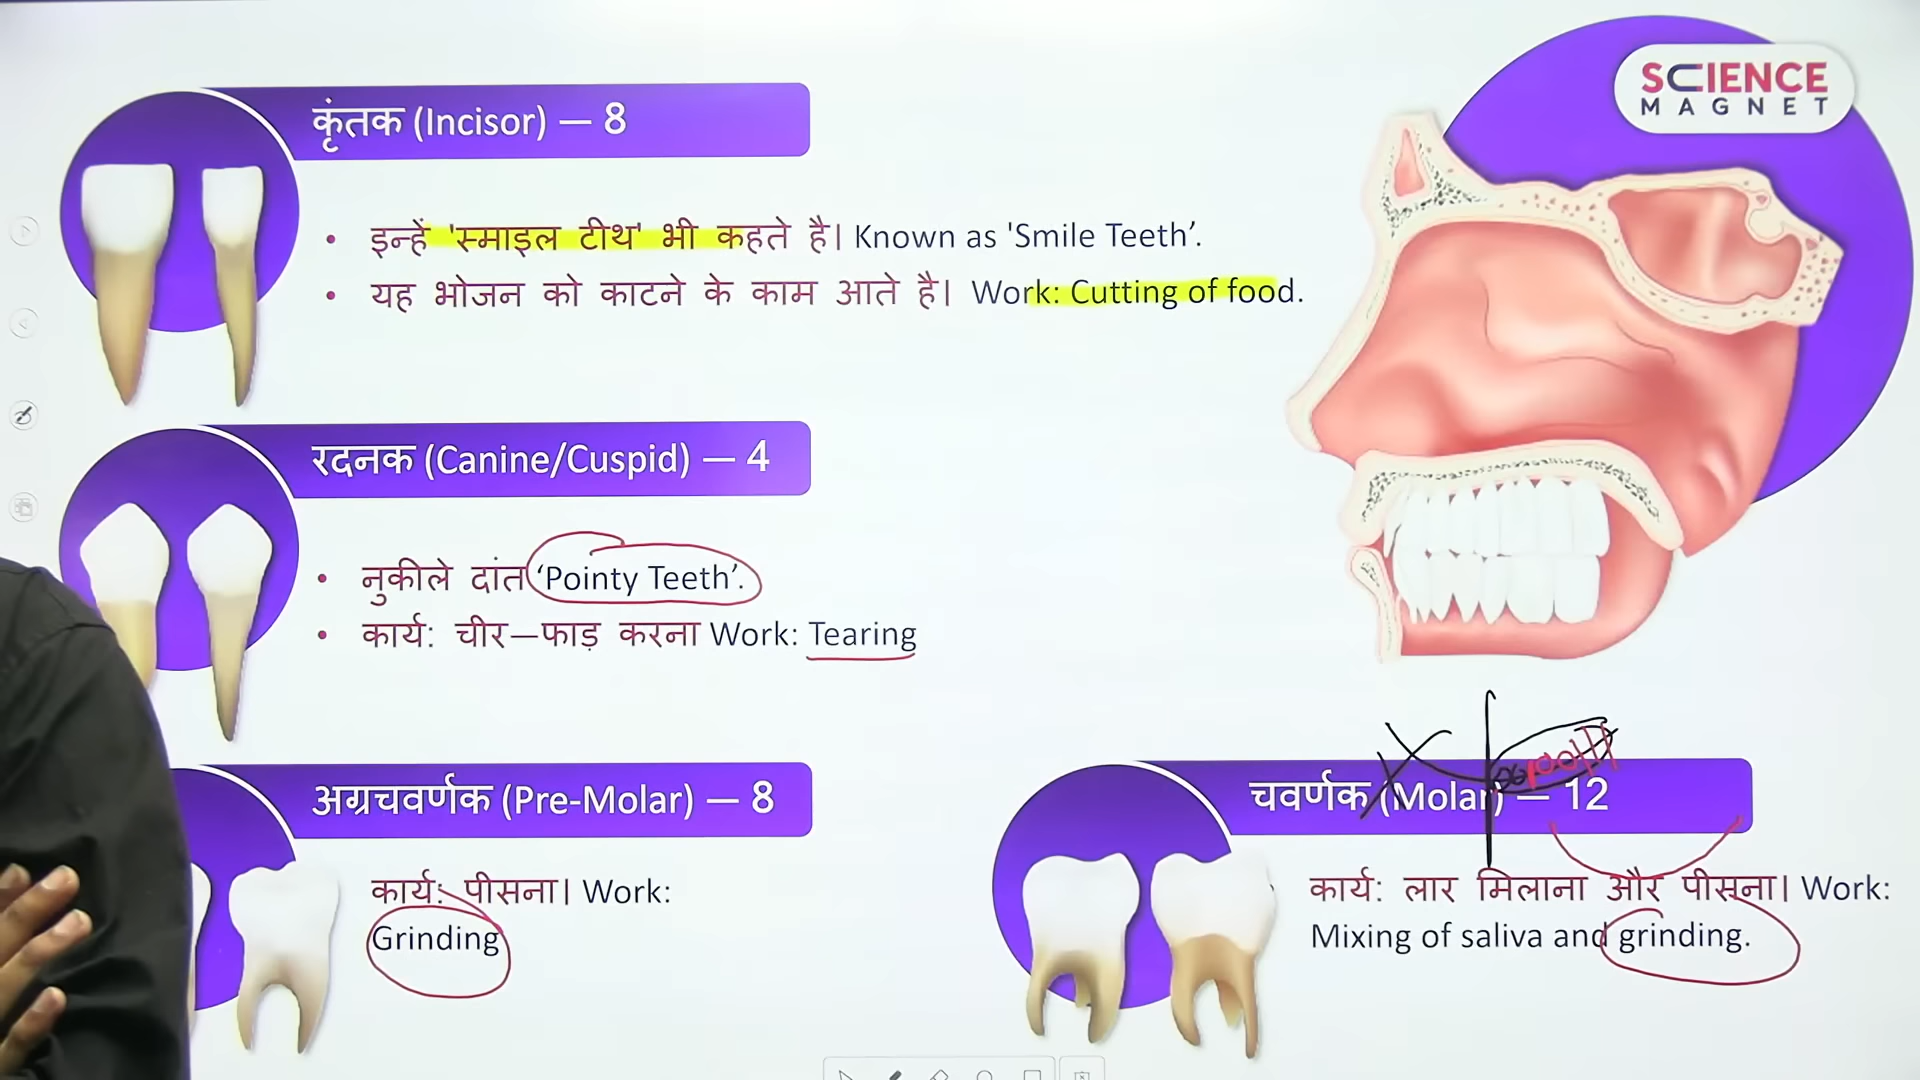 SCIENCE
MAGNET
कृंतक (Incisor) — 8
• इन्हें 'स्माइल टीथ' भी कहते है। Known as 'Smile Teeth’.
• यह भोजन को काटने के काम आते है। Work: Cutting of food.
रदनक (Canine/Cuspid) — 4
• नुकीले दांत ‘Pointy Teeth’.
• कार्य: चीर—फाड़ करना Work: Tearing
अग्रचवर्णक (Pre-Molar) — 8
कार्य: पीसना। Work:
Grinding
चवर्णक (Molar) — 12
कार्य: लार मिलाना और पीसना। Work:
Mixing of saliva and grinding.